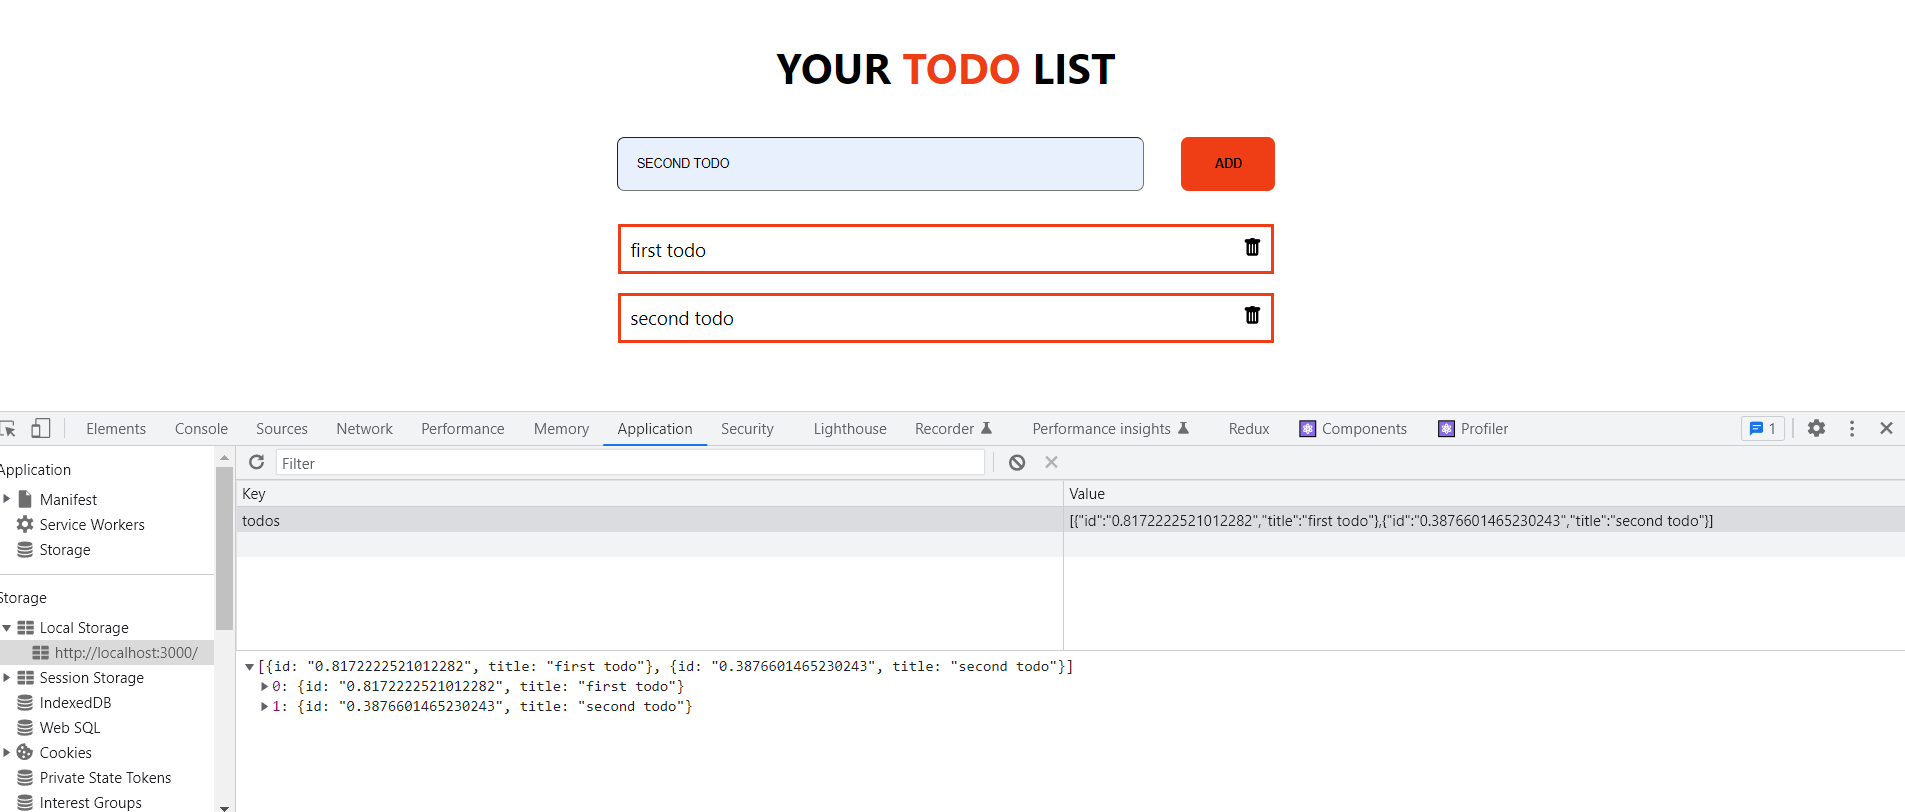 YOUR TODO LIST
SECOND TODO
ADD
first todo
second todo
Elements Console Sources Network Performance Memory Application Security Lighthouse Recorder Performance insights Redux Components Profiler 1
Application
Manifest
Service Workers
Storage
Storage
Local Storage
http://localhost:3000/
Session Storage
IndexedDB
Web SQL
Cookies
Private State Tokens
Interest Groups
Filter
Key Value
todos [{"id":"0.8172222521012282","title":"first todo"},{"id":"0.3876601465230243","title":"second todo"}]
[{id: "0.8172222521012282", title: "first todo"}, {id: "0.3876601465230243", title: "second todo"}]
0: {id: "0.8172222521012282", title: "first todo"}
1: {id: "0.3876601465230243", title: "second todo"}